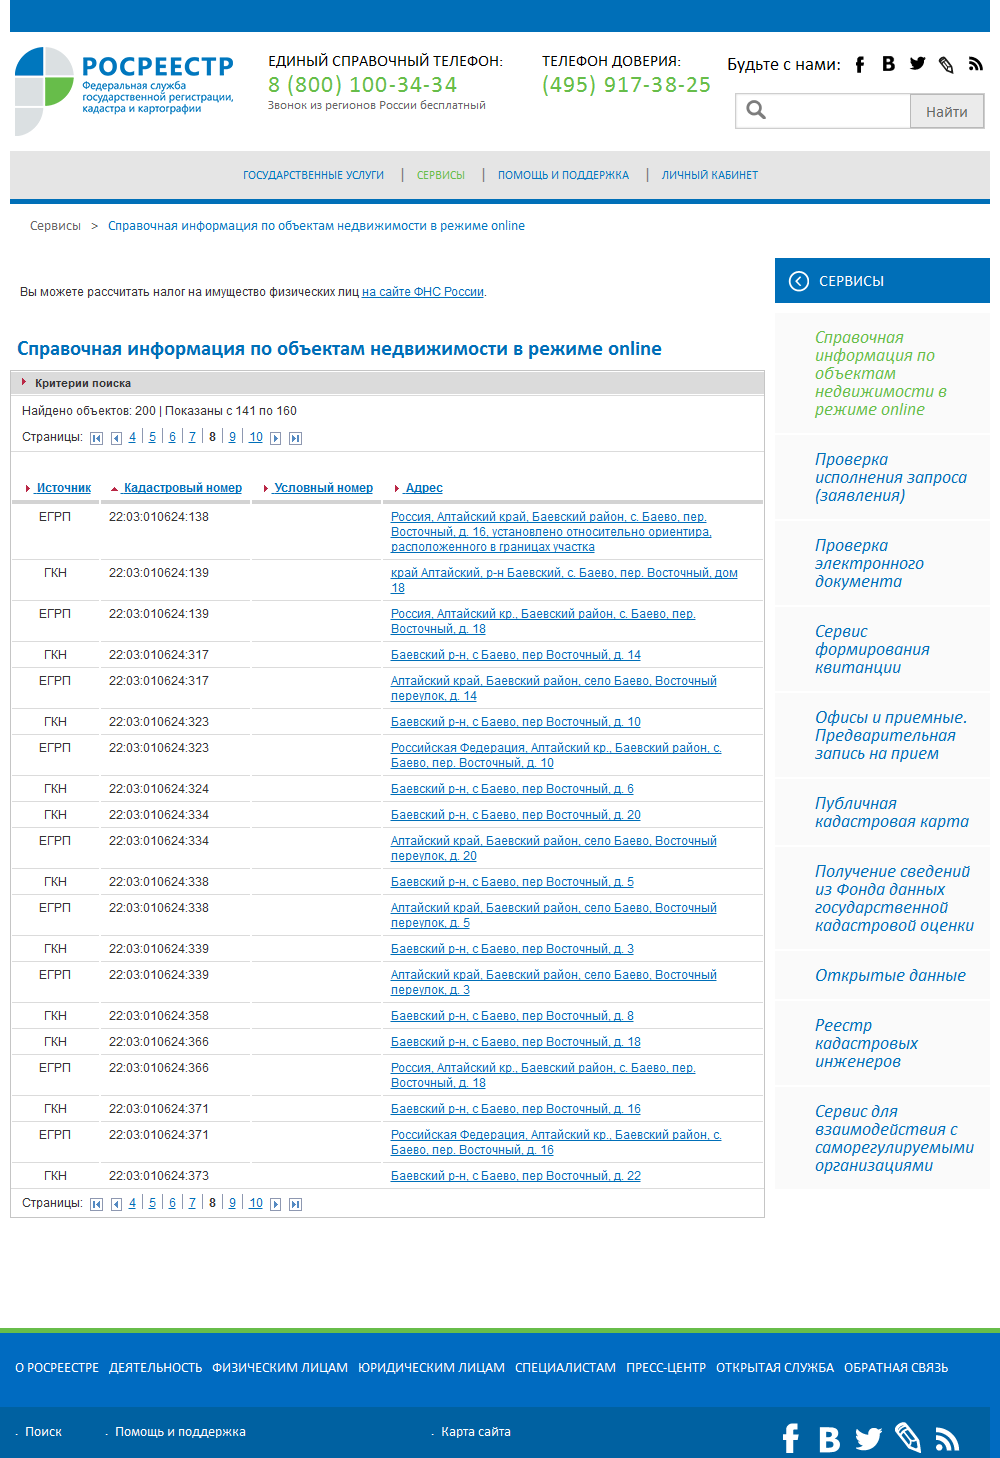 РОСРЕЕСТР
Федеральная служба
государственной регистрации,
кадастра и картографии
ЕДИНЫЙ СПРАВОЧНЫЙ ТЕЛЕФОН:
8 (800) 100-34-34
Звонок из регионов России бесплатный
ТЕЛЕФОН ДОВЕРИЯ:
(495) 917-38-25
Будьте с нами:
Найти
ГОСУДАРСТВЕННЫЕ УСЛУГИ | СЕРВИСЫ | ПОМОЩЬ И ПОДДЕРЖКА | ЛИЧНЫЙ КАБИНЕТ
Сервисы > Справочная информация по объектам недвижимости в режиме online
Вы можете рассчитать налог на имущество физических лиц на сайте ФНС России.
Справочная информация по объектам недвижимости в режиме online
Критерии поиска
Найдено объектов: 200 | Показаны с 141 по 160
Страницы: 4 | 5 | 6 | 7 | 8 | 9 | 10
Источник Кадастровый номер Условный номер Адрес
ЕГРП 22:03:010624:138 Россия, Алтайский край, Баевский район, с. Баево, пер.
Восточный, д. 16, установлено относительно ориентира,
расположенного в границах участка
ГКН 22:03:010624:139 край Алтайский, р-н Баевский, с. Баево, пер. Восточный, дом
18
ЕГРП 22:03:010624:139 Россия, Алтайский кр., Баевский район, с. Баево, пер.
Восточный, д. 18
ГКН 22:03:010624:317 Баевский р-н, с Баево, пер Восточный, д. 14
ЕГРП 22:03:010624:317 Алтайский край, Баевский район, село Баево, Восточный
переулок, д. 14
ГКН 22:03:010624:323 Баевский р-н, с Баево, пер Восточный, д. 10
ЕГРП 22:03:010624:323 Российская Федерация, Алтайский кр., Баевский район, с.
Баево, пер. Восточный, д. 10
ГКН 22:03:010624:324 Баевский р-н, с Баево, пер Восточный, д. 6
ГКН 22:03:010624:334 Баевский р-н, с Баево, пер Восточный, д. 20
ЕГРП 22:03:010624:334 Алтайский край, Баевский район, село Баево, Восточный
переулок, д. 20
ГКН 22:03:010624:338 Баевский р-н, с Баево, пер Восточный, д. 5
ЕГРП 22:03:010624:338 Алтайский край, Баевский район, село Баево, Восточный
переулок, д. 5
ГКН 22:03:010624:339 Баевский р-н, с Баево, пер Восточный, д. 3
ЕГРП 22:03:010624:339 Алтайский край, Баевский район, село Баево, Восточный
переулок, д. 3
ГКН 22:03:010624:358 Баевский р-н, с Баево, пер Восточный, д. 8
ГКН 22:03:010624:366 Баевский р-н, с Баево, пер Восточный, д. 18
ЕГРП 22:03:010624:366 Россия, Алтайский кр., Баевский район, с. Баево, пер.
Восточный, д. 18
ГКН 22:03:010624:371 Баевский р-н, с Баево, пер Восточный, д. 16
ЕГРП 22:03:010624:371 Российская Федерация, Алтайский кр., Баевский район, с.
Баево, пер. Восточный, д. 16
ГКН 22:03:010624:373 Баевский р-н, с Баево, пер Восточный, д. 22
Страницы: 4 | 5 | 6 | 7 | 8 | 9 | 10
СЕРВИСЫ
Справочная
информация по
объектам
недвижимости в
режиме online
Проверка
исполнения запроса
(заявления)
Проверка
электронного
документа
Сервис
формирования
квитанции
Офисы и приемные.
Предварительная
запись на прием
Публичная
кадастровая карта
Получение сведений
из Фонда данных
государственной
кадастровой оценки
Открытые данные
Реестр
кадастровых
инженеров
Сервис для
взаимодействия с
саморегулируемыми
организациями
О РОСРЕЕСТРЕ ДЕЯТЕЛЬНОСТЬ ФИЗИЧЕСКИМ ЛИЦАМ ЮРИДИЧЕСКИМ ЛИЦАМ СПЕЦИАЛИСТАМ ПРЕСС-ЦЕНТР ОТКРЫТАЯ СЛУЖБА ОБРАТНАЯ СВЯЗЬ
- Поиск - Помощь и поддержка - Карта сайта